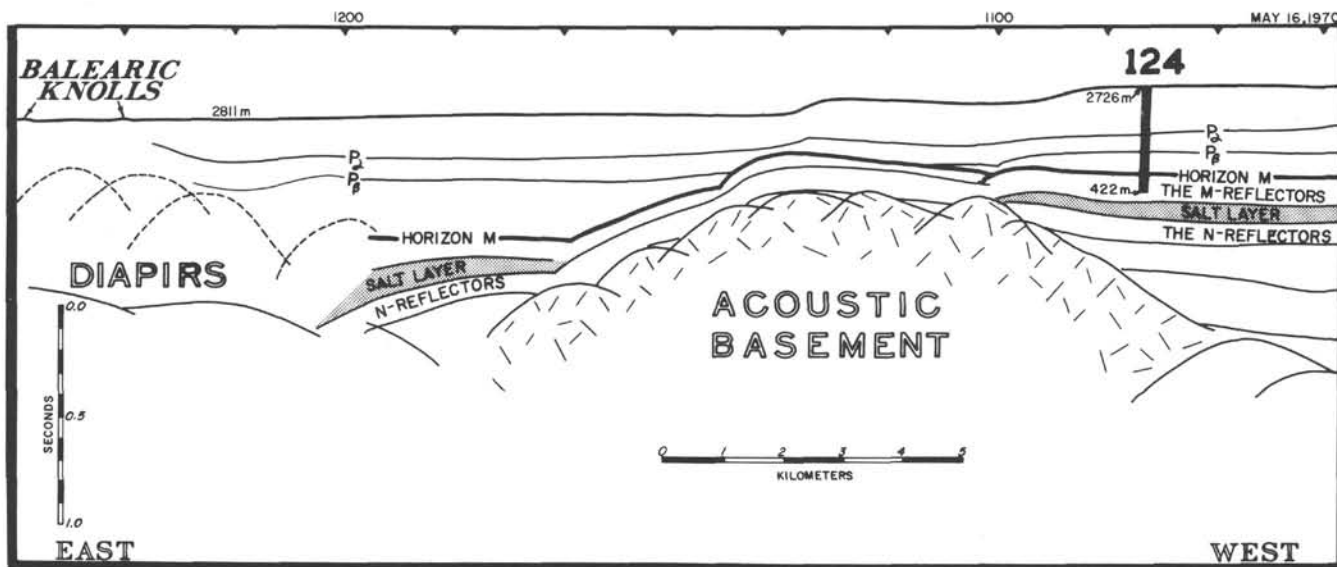 1200
1100
MAY 16,1970
BALEARIC
KNOLLS
124
2811 m
2726m
Pα
Pβ
Pα
Pβ
HORIZON M
422m
THE M-REFLECTORS
SALT LAYER
THE N-REFLECTORS
HORIZON M
SALT LAYER
N-REFLECTORS
DIAPIRS
ACOUSTIC
BASEMENT
0.0
0.5
1.0
SECONDS
0 1 2 3 4 5
KILOMETERS
EAST
WEST